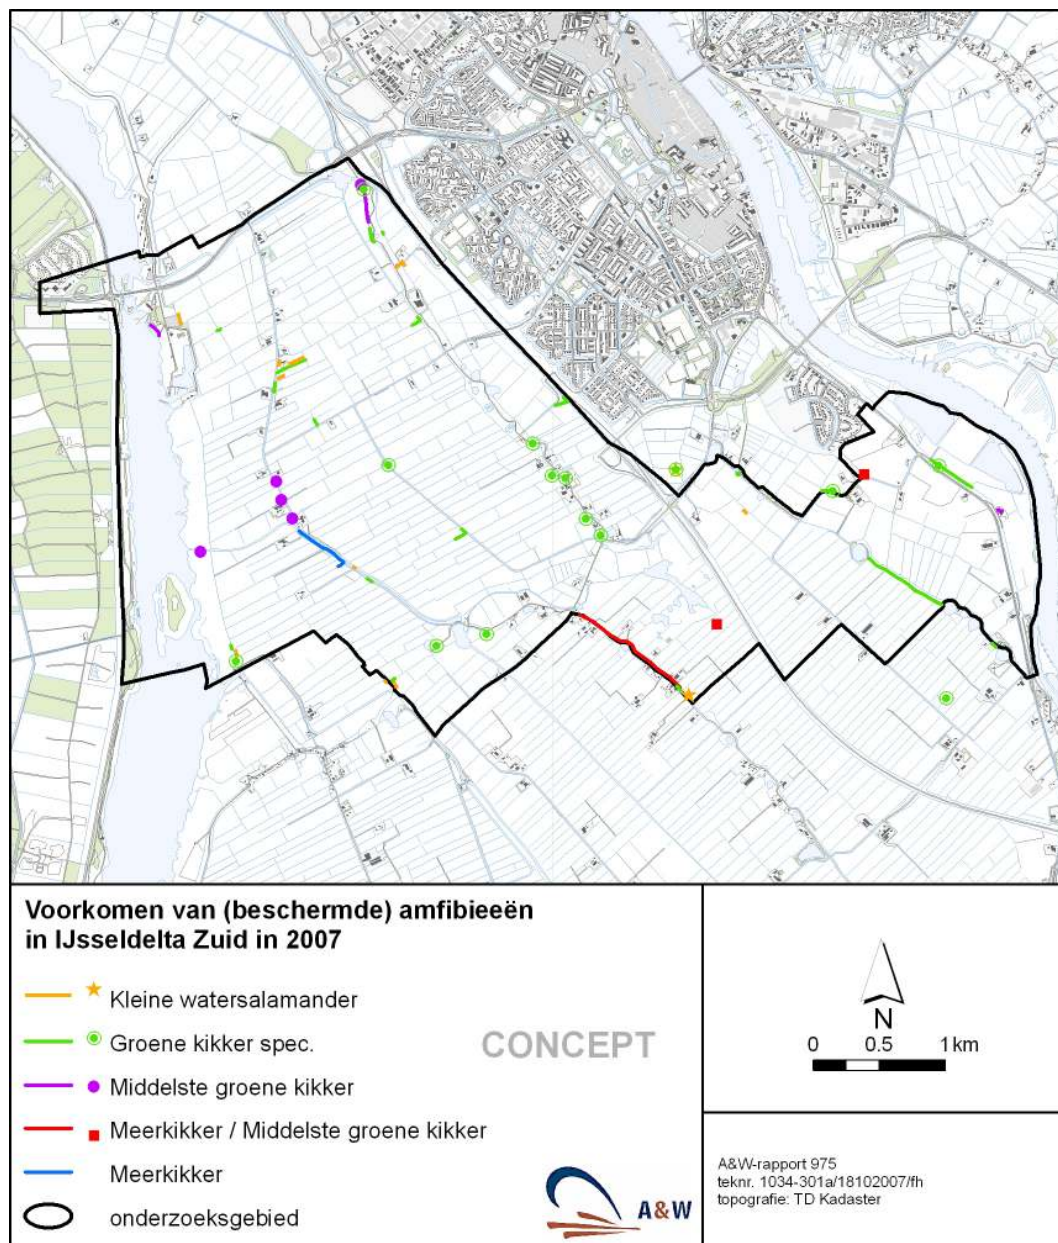 Voorkomen van (beschermde) amfibieeën
in IJsseldelta Zuid in 2007
Kleine watersalamander
Groene kikker spec.
Middelste groene kikker
Meerkikker / Middelste groene kikker
Meerkikker
onderzoeksgebied
CONCEPT
A&W
N
0 0.5 1 km
A&W-rapport 975
teknr. 1034-301a/18102007/fh
topografie: TD Kadaster